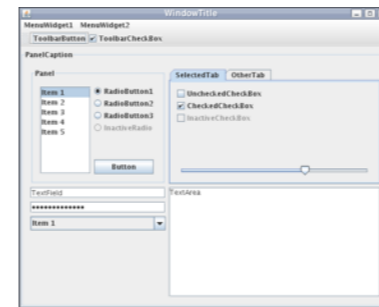 WindowTitle
MenuWidget1 MenuWidget2
ToolbarButton ToolbarCheckBox
PanelCaption
Panel
Item 1
Item 2
Item 3
Item 4
Item 5
RadioButton1
RadioButton2
RadioButton3
InactiveRadio
Button
SelectedTab OtherTab
UncheckedCheckBox
CheckedCheckBox
InactiveCheckBox
TextField
•••••••••••••
Item 1
TextArea